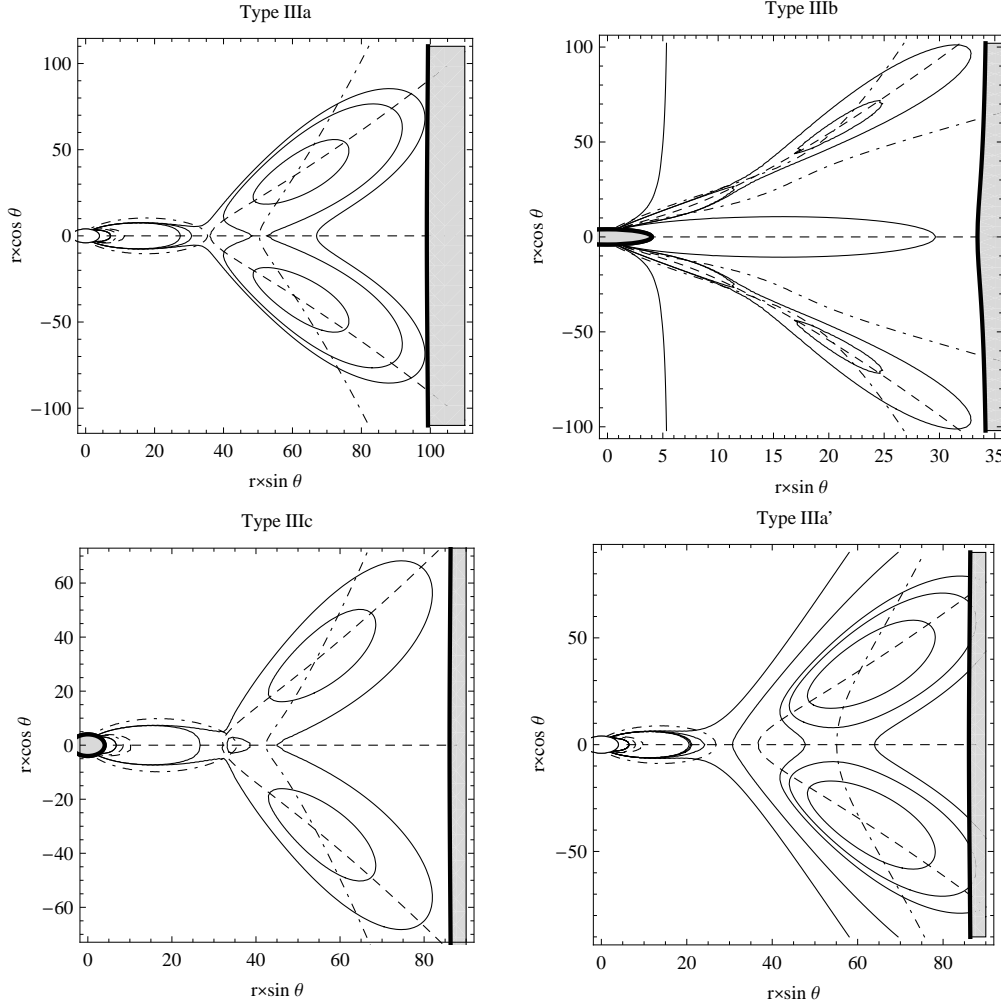 Type IIIa
100
50
0
−50
−100
r×cos θ
0 20 40 60 80 100
r×sin θ
Type IIIb
100
50
0
−50
−100
r×cos θ
0 5 10 15 20 25 30 35
r×sin θ
Type IIIc
60
40
20
0
−20
−40
−60
r×cos θ
0 20 40 60 80
r×sin θ
Type IIIa'
50
0
−50
r×cos θ
0 20 40 60 80
r×sin θ